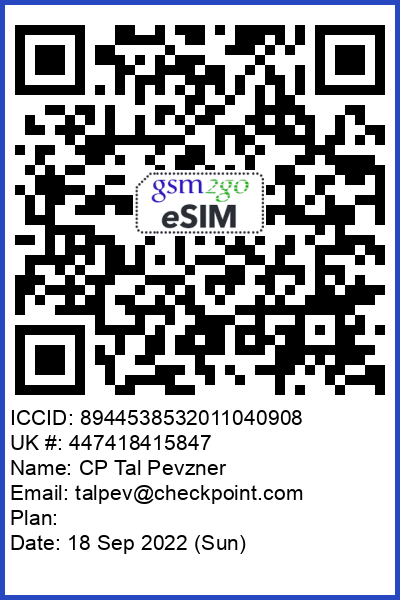 gsm2go
eSIM
ICCID: 8944538532011040908
UK #: 447418415847
Name: CP Tal Pevzner
Email: talpev@checkpoint.com
Plan:
Date: 18 Sep 2022 (Sun)